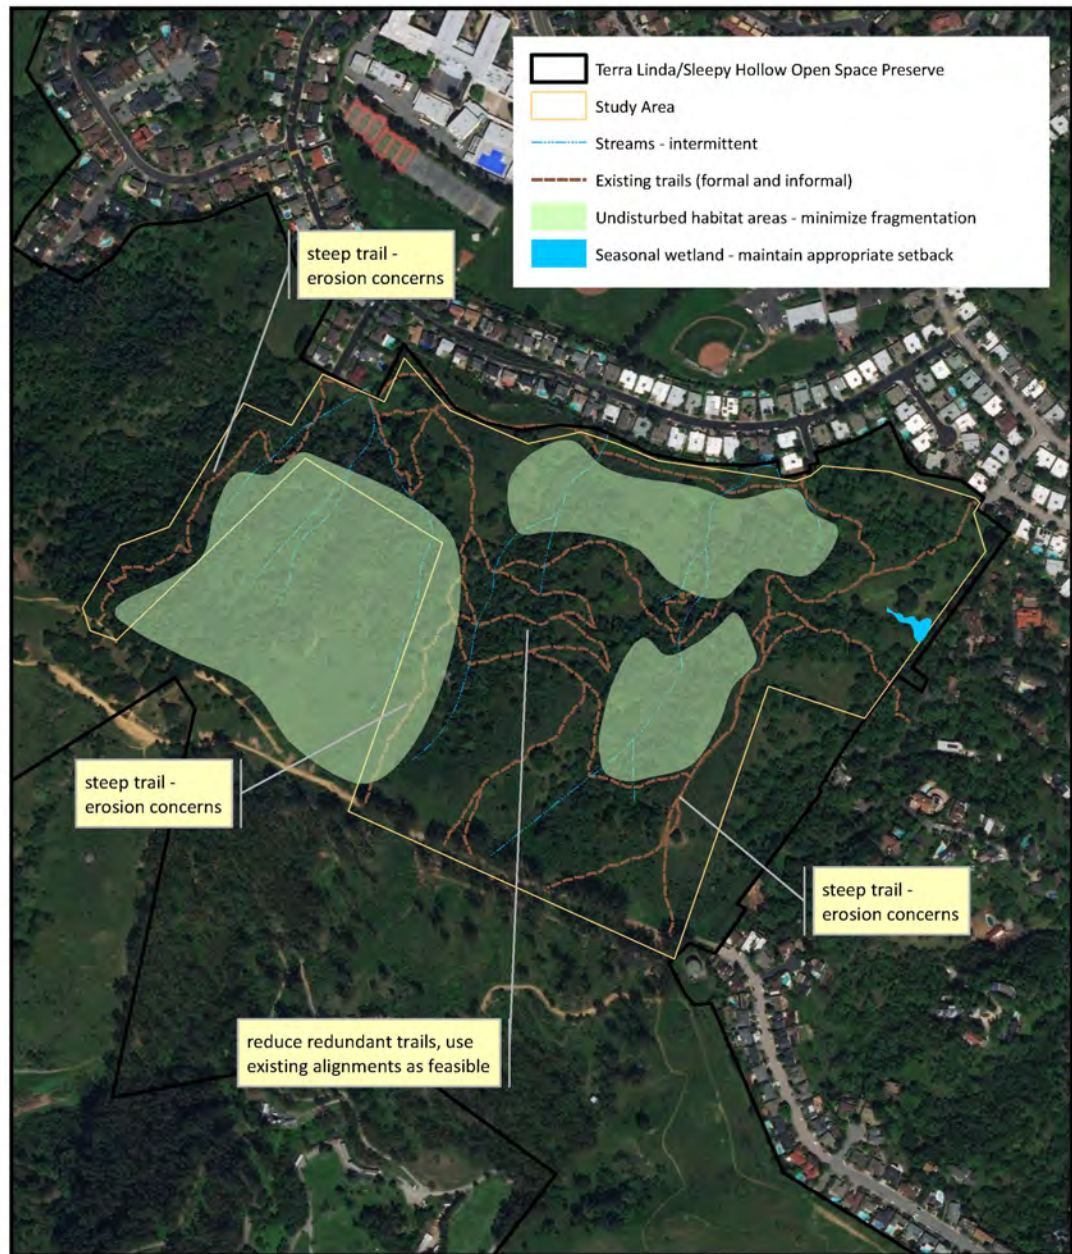 Terra Linda/Sleepy Hollow Open Space Preserve
Study Area
Streams - intermittent
Existing trails (formal and informal)
Undisturbed habitat areas - minimize fragmentation
Seasonal wetland - maintain appropriate setback
steep trail -
erosion concerns
steep trail -
erosion concerns
steep trail -
erosion concerns
reduce redundant trails, use
existing alignments as feasible